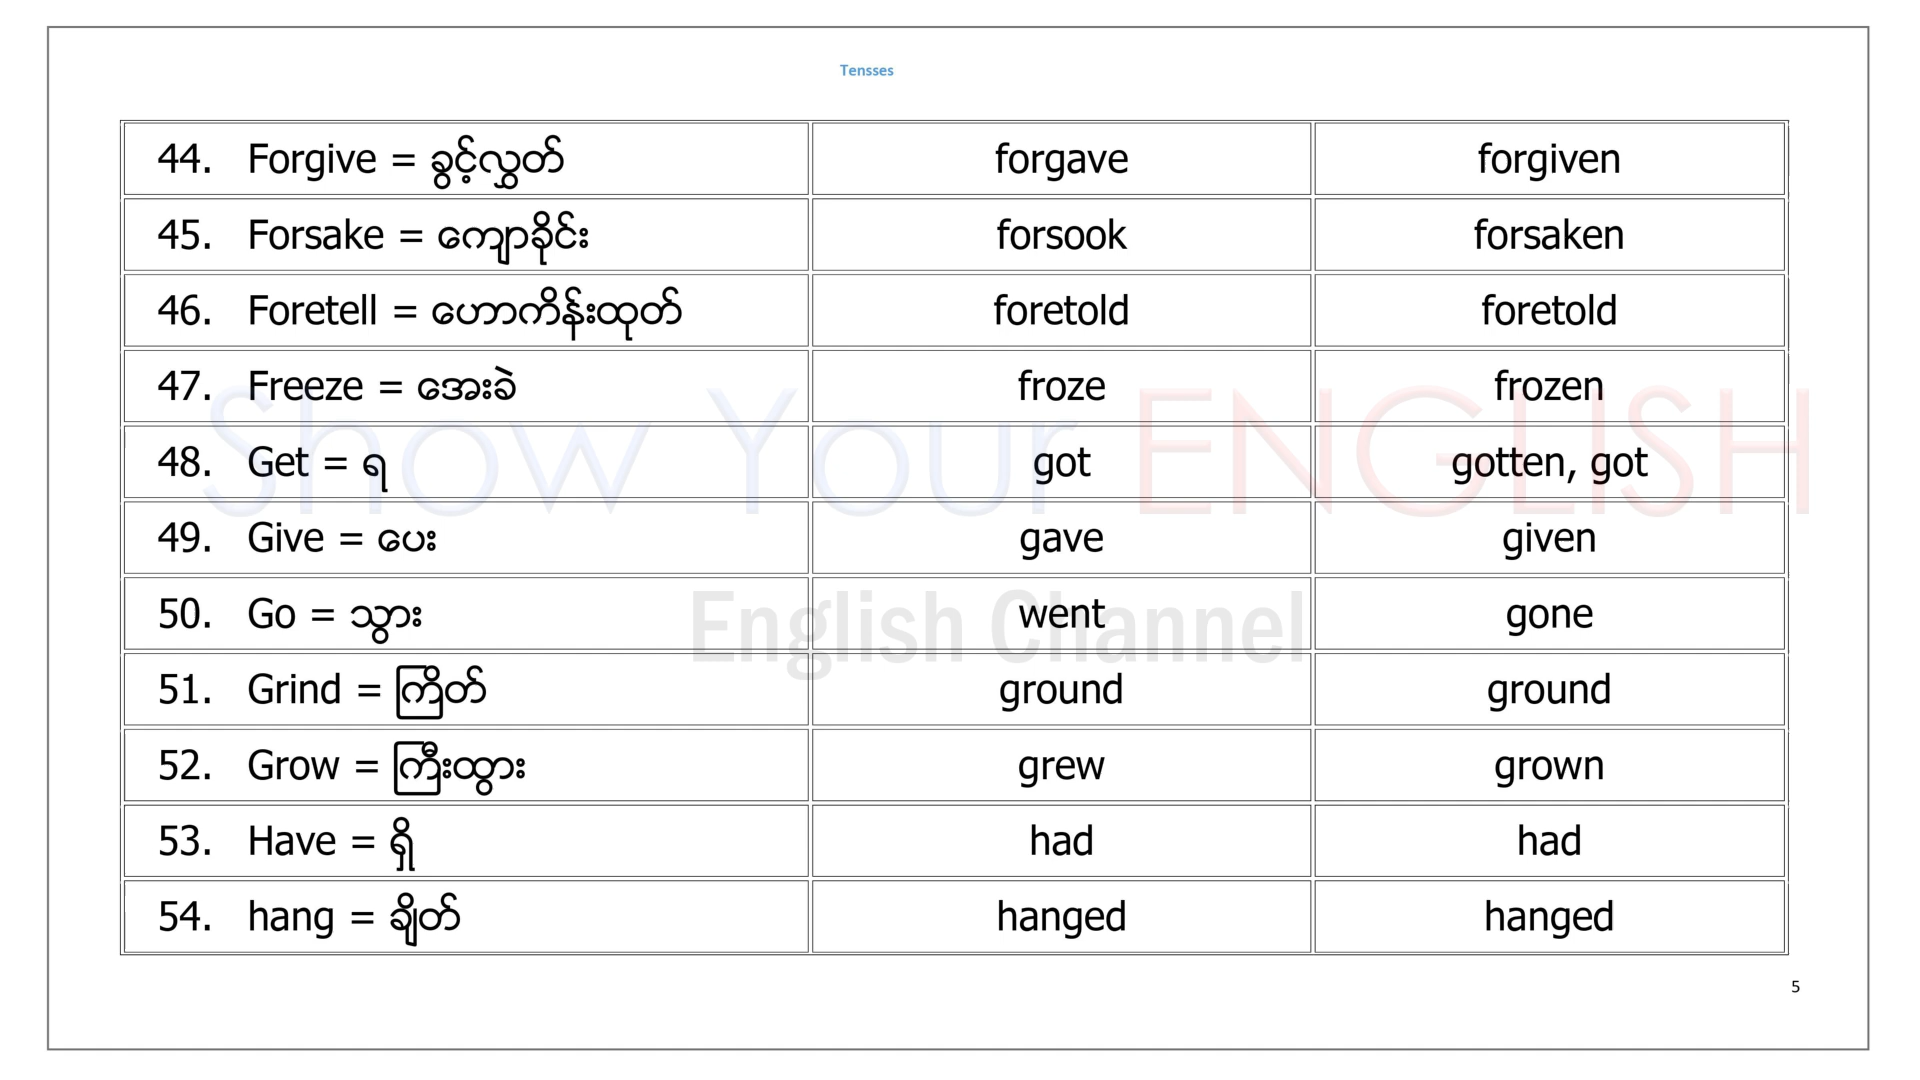 Tensses
44. Forgive = ခွင့်လွှတ် forgave forgiven
45. Forsake = ကျောခိုင်း forsook forsaken
46. Foretell = ဟောကိန်းထုတ် foretold foretold
47. Freeze = အေးခဲ froze frozen
48. Get = ရ got gotten, got
49. Give = ပေး gave given
50. Go = သွား went gone
51. Grind = ကြိတ် ground ground
52. Grow = ကြီးထွား grew grown
53. Have = ရှိ had had
54. hang = ချိတ် hanged hanged
Show Your ENGLISH
English Channel
5